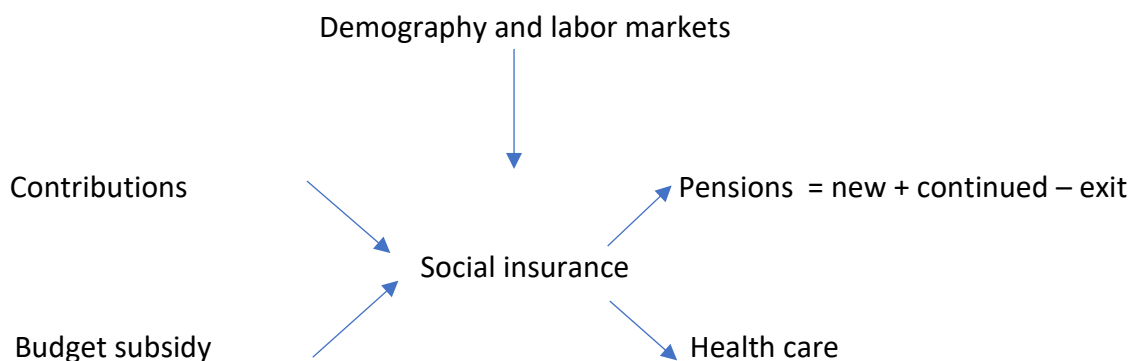 Demography and labor markets
Contributions
Pensions = new + continued – exit
Social insurance
Budget subsidy
Health care